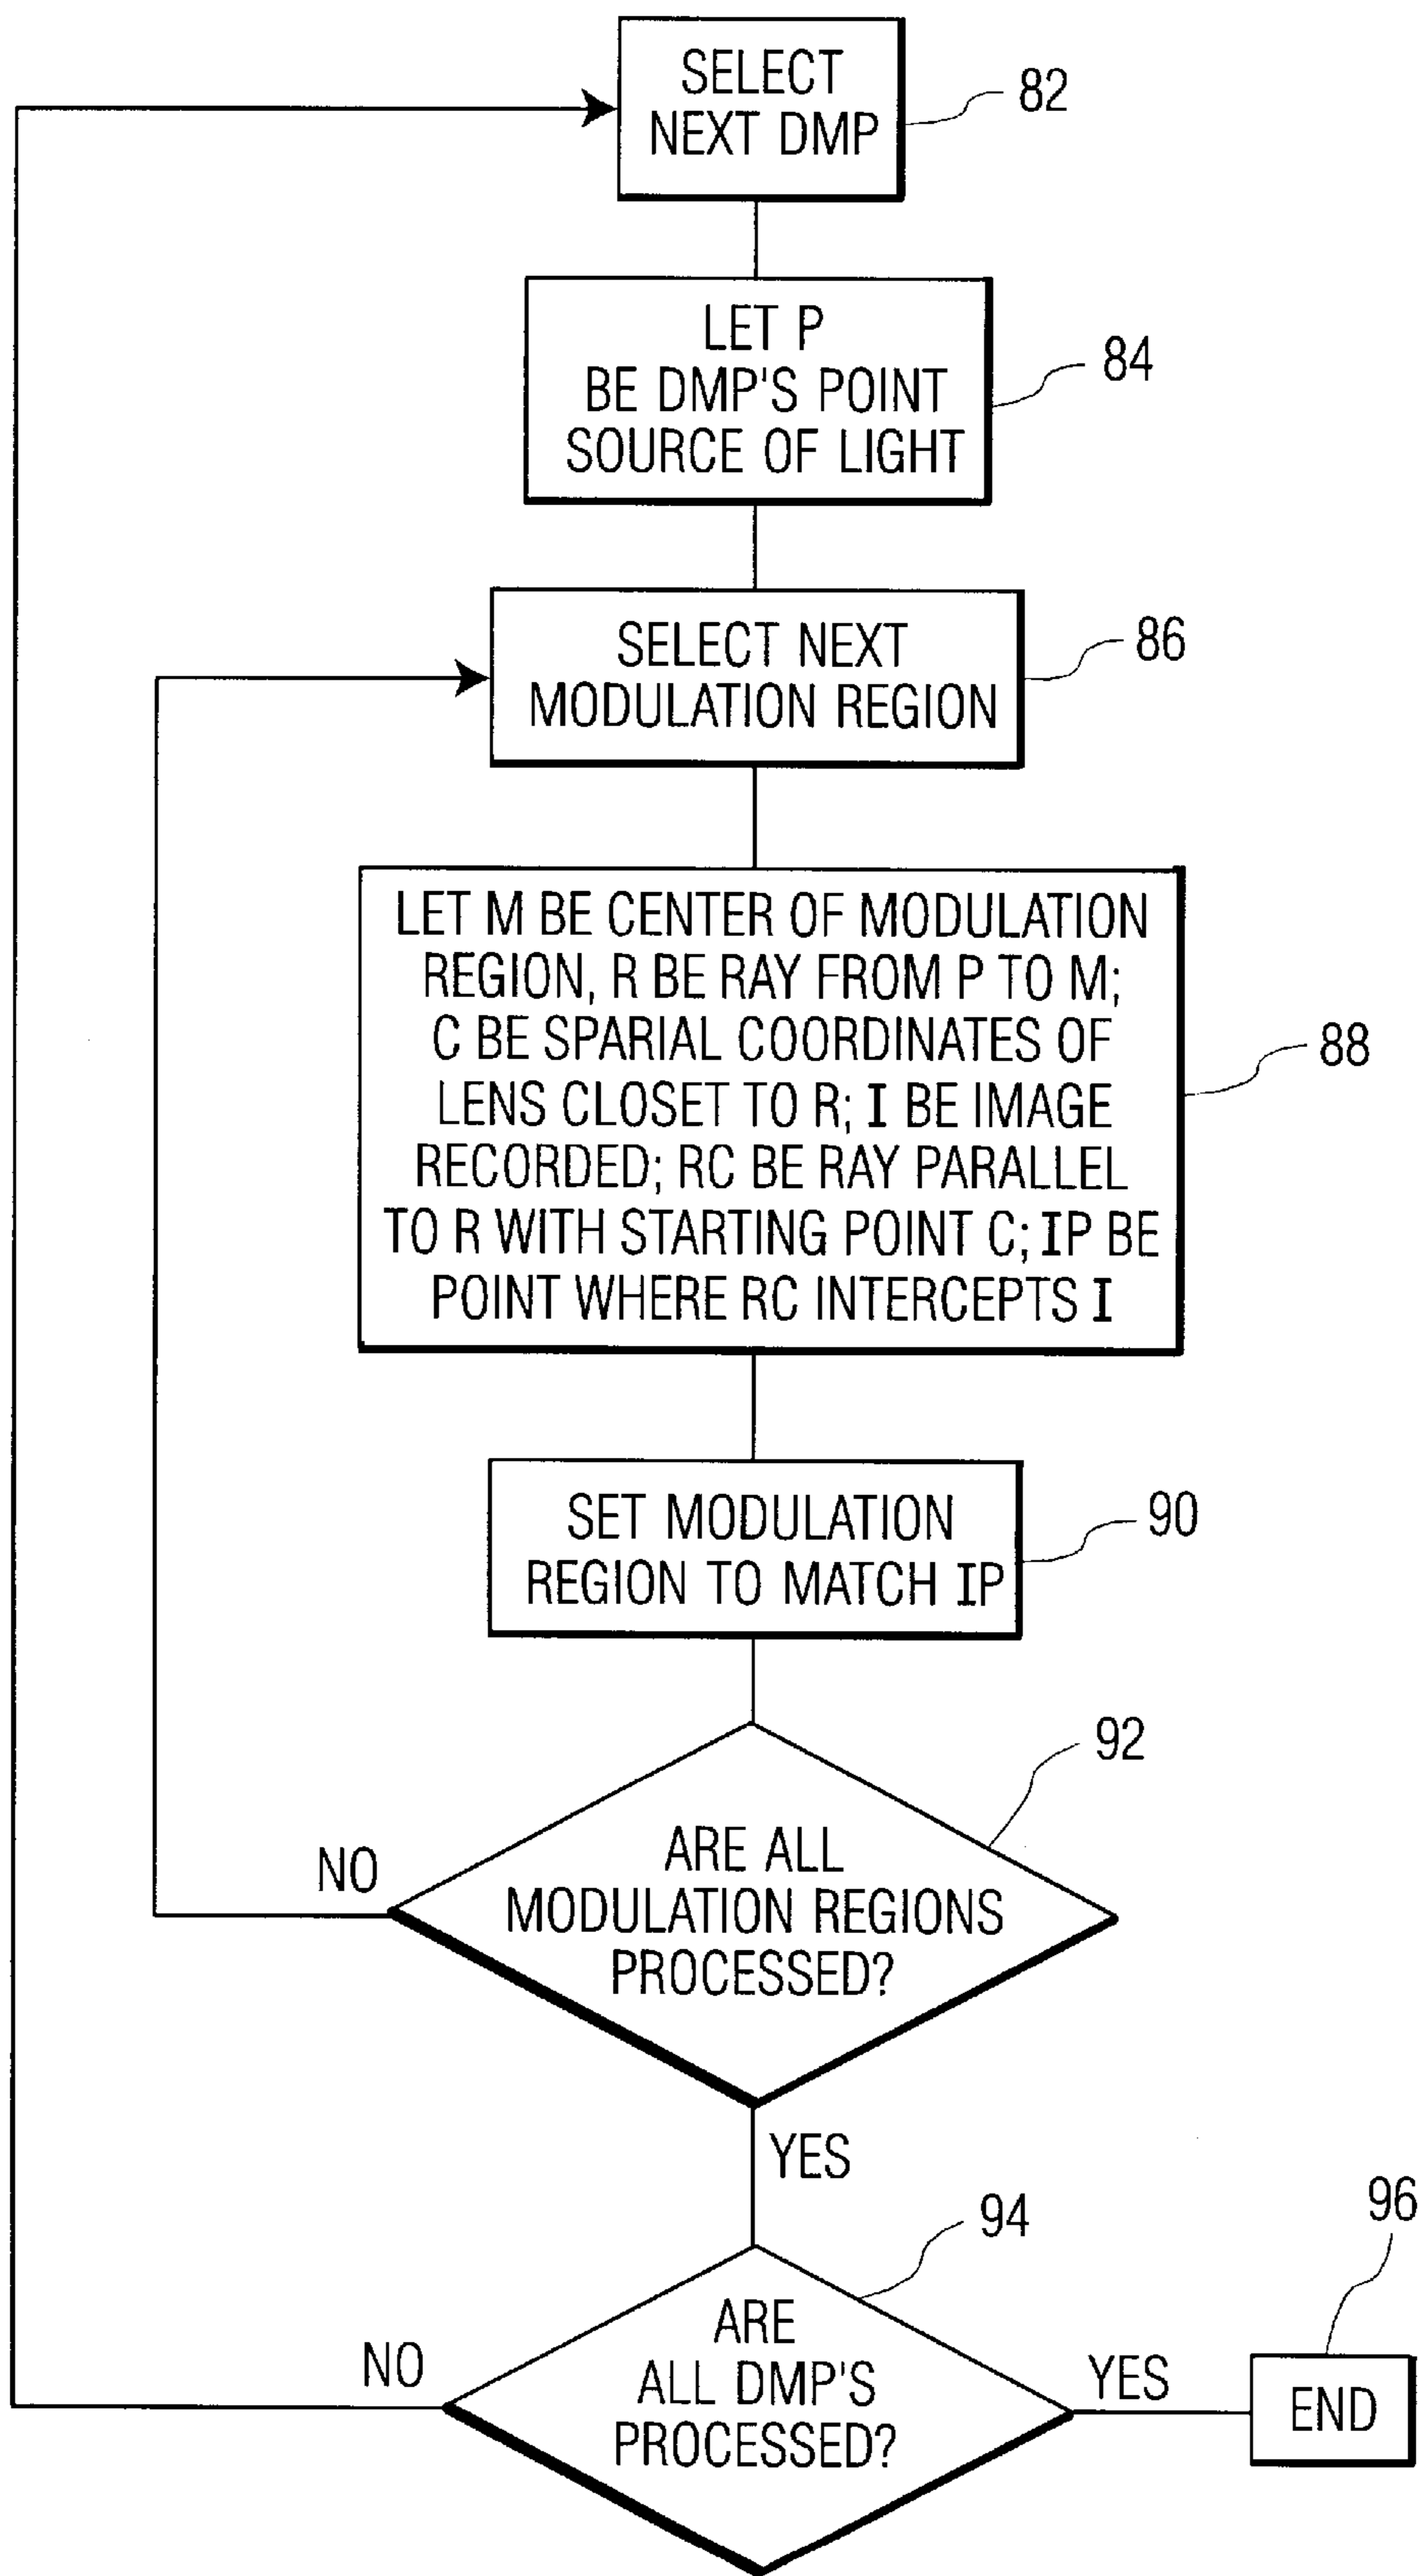 SELECT
NEXT DMP
82
LET P
BE DMP'S POINT
SOURCE OF LIGHT
84
SELECT NEXT
MODULATION REGION
86
LET M BE CENTER OF MODULATION
REGION, R BE RAY FROM P TO M;
C BE SPARIAL COORDINATES OF
LENS CLOSET TO R; I BE IMAGE
RECORDED; RC BE RAY PARALLEL
TO R WITH STARTING POINT C; IP BE
POINT WHERE RC INTERCEPTS I
88
SET MODULATION
REGION TO MATCH IP
90
ARE ALL
MODULATION REGIONS
PROCESSED?
92
NO
YES
ARE
ALL DMP'S
PROCESSED?
94
NO
YES
END
96